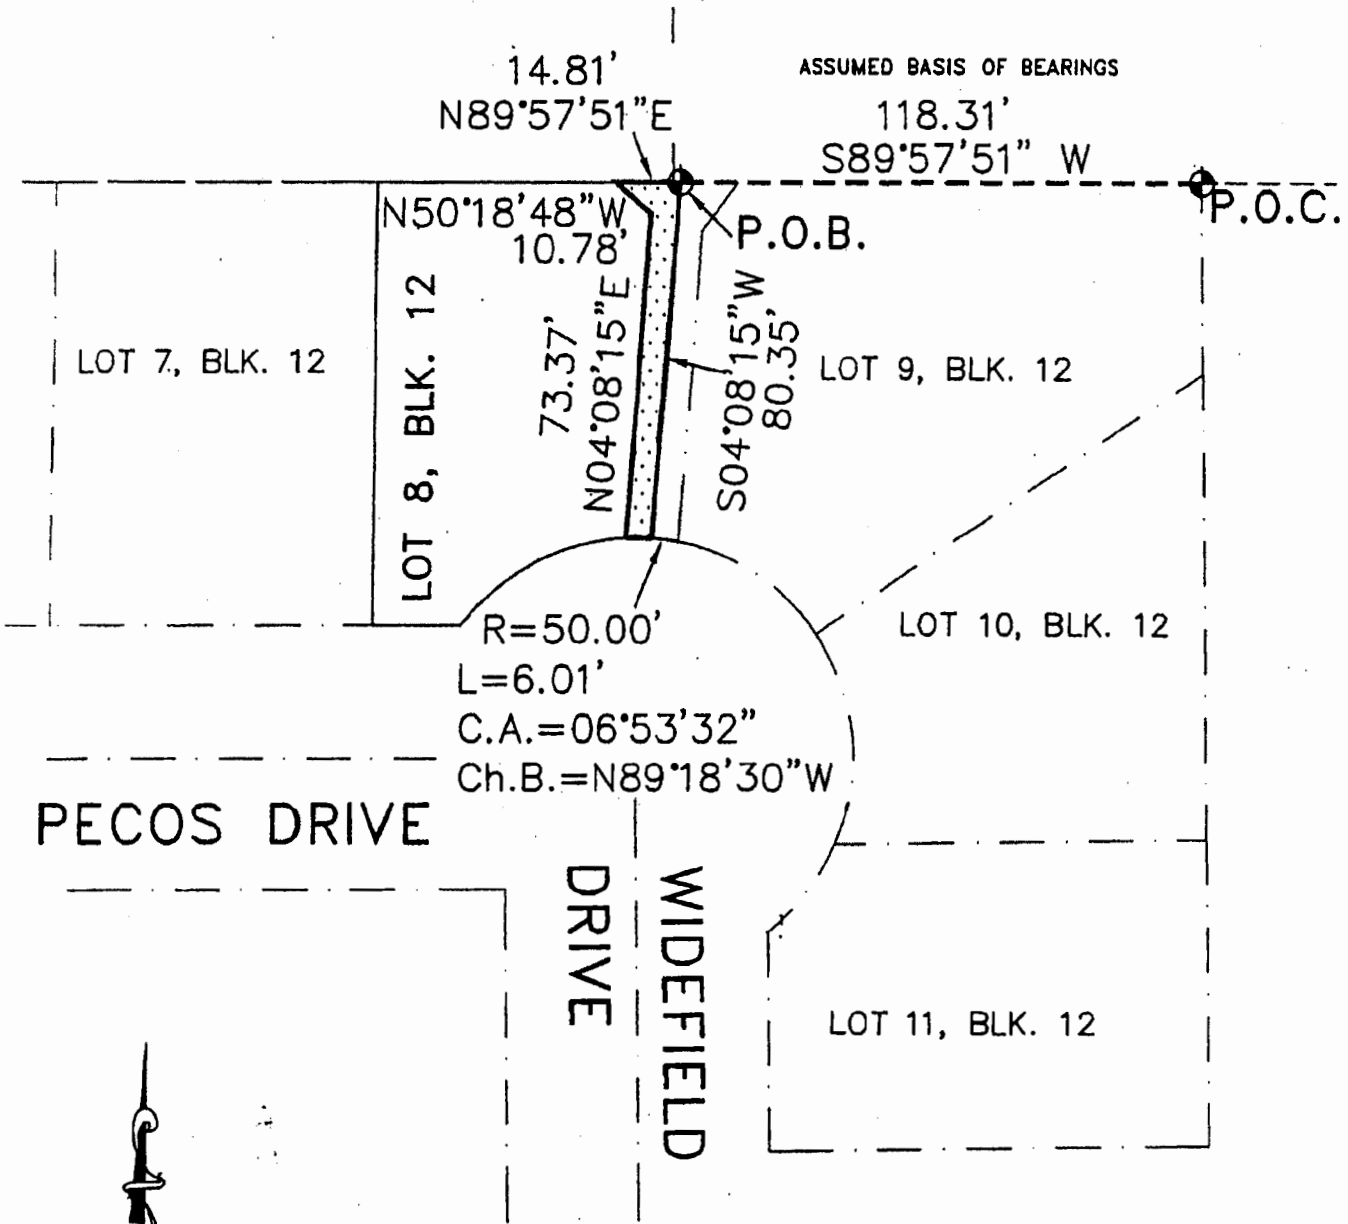 14.81'
N89°57'51"E
ASSUMED BASIS OF BEARINGS
118.31'
S89°57'51" W
P.O.C.
P.O.B.
N50°18'48"W
10.78'
LOT 7, BLK. 12
LOT 8, BLK. 12
73.37'
N04°08'15"E
S04°08'15"W
80.35'
LOT 9, BLK. 12
R=50.00'
L=6.01'
C.A.=06°53'32"
Ch.B.=N89°18'30"W
LOT 10, BLK. 12
PECOS DRIVE
WIDEFIELD
DRIVE
LOT 11, BLK. 12